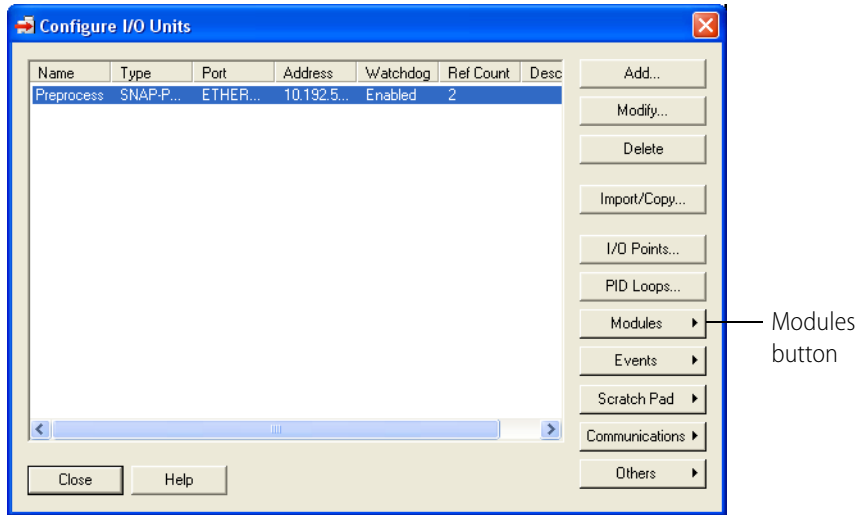 Configure I/O Units
Name Type Port Address Watchdog Ref Count Desc
Preprocess SNAP-P... ETHER... 10.192.5... Enabled 2
Add...
Modify...
Delete
Import/Copy...
I/O Points...
PID Loops...
Modules
Events
Scratch Pad
Communications
Others
Close Help
Modules
button